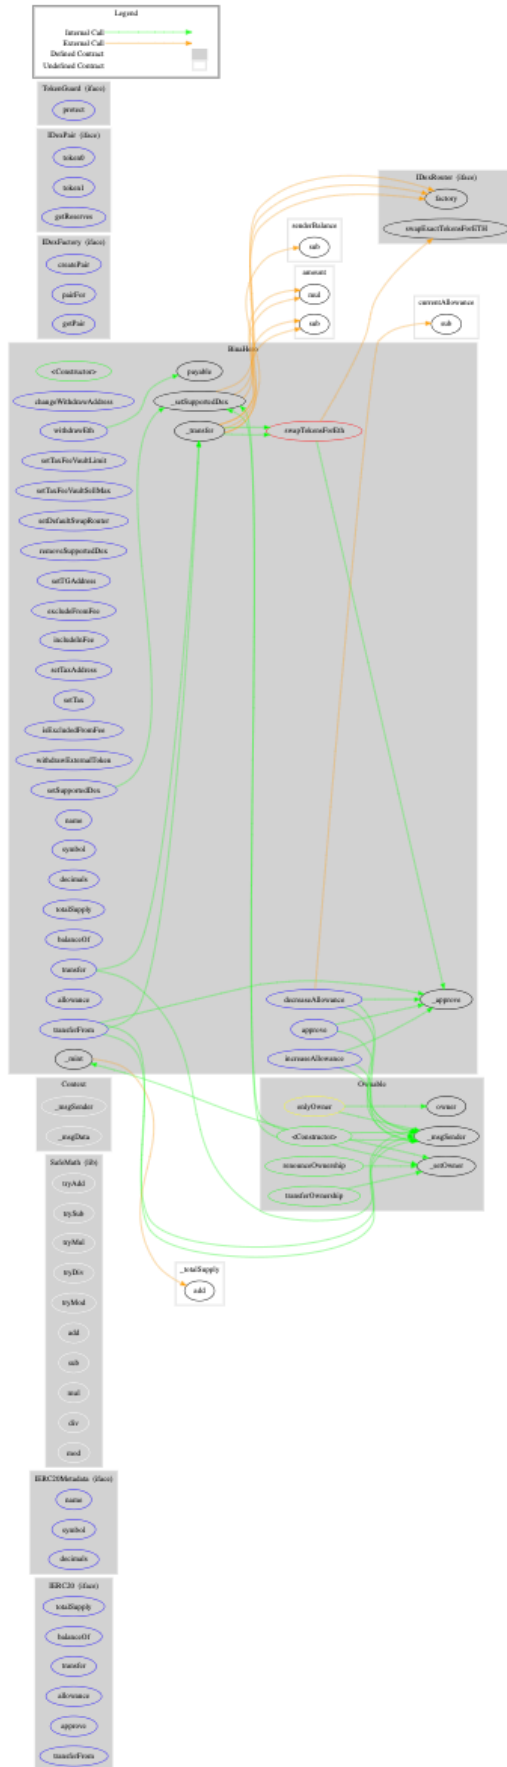 Legend
Internal Call
External Call
Defined Contract
Undefined Contract
TokenGuard (iface)
protect
IDexPair (iface)
token0
token1
getReserves
IDexFactory (iface)
createPair
pairFor
getPair
IDexRouter (iface)
factory
swapExactTokensForETH
senderBalance
sub
amount
mul
sub
currentAllowance
sub
<Constructor>
changeWithdrawAddress
withdrawEth
setTaxForVaultLimit
setTaxForVaultSellMax
setDefaultSwapRouter
removeSupportedDex
setTGAddress
excludeFromFee
includeInFee
setTaxAddress
setTax
isExcludedFromFee
withdrawExternalToken
setSupportedDex
name
symbol
decimals
totalSupply
balanceOf
transfer
allowance
transferFrom
_mint
payable
_setSupportedDex
_transfer
swapTokensForEth
decreaseAllowance
approve
increaseAllowance
_approve
Context
_msgSender
_msgData
Ownable
onlyOwner
<Constructor>
renounceOwnership
transferOwnership
owner
_msgSender
_setOwner
SafeMath (lib)
tryAdd
trySub
tryMul
tryDiv
tryMod
add
sub
mul
div
mod
_totalSupply
add
IERC20Metadata (iface)
name
symbol
decimals
IERC20 (iface)
totalSupply
balanceOf
transfer
allowance
approve
transferFrom